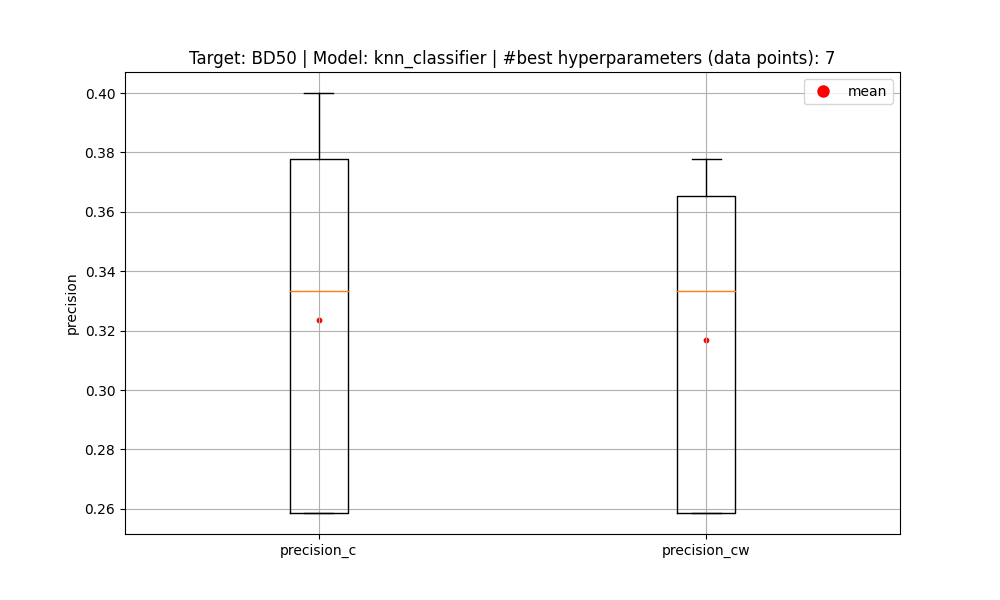 Target: BD50 | Model: knn_classifier | #best hyperparameters (data points): 7
mean
0.40
0.38
0.36
0.34
0.32
0.30
0.28
0.26
precision
precision_c
precision_cw